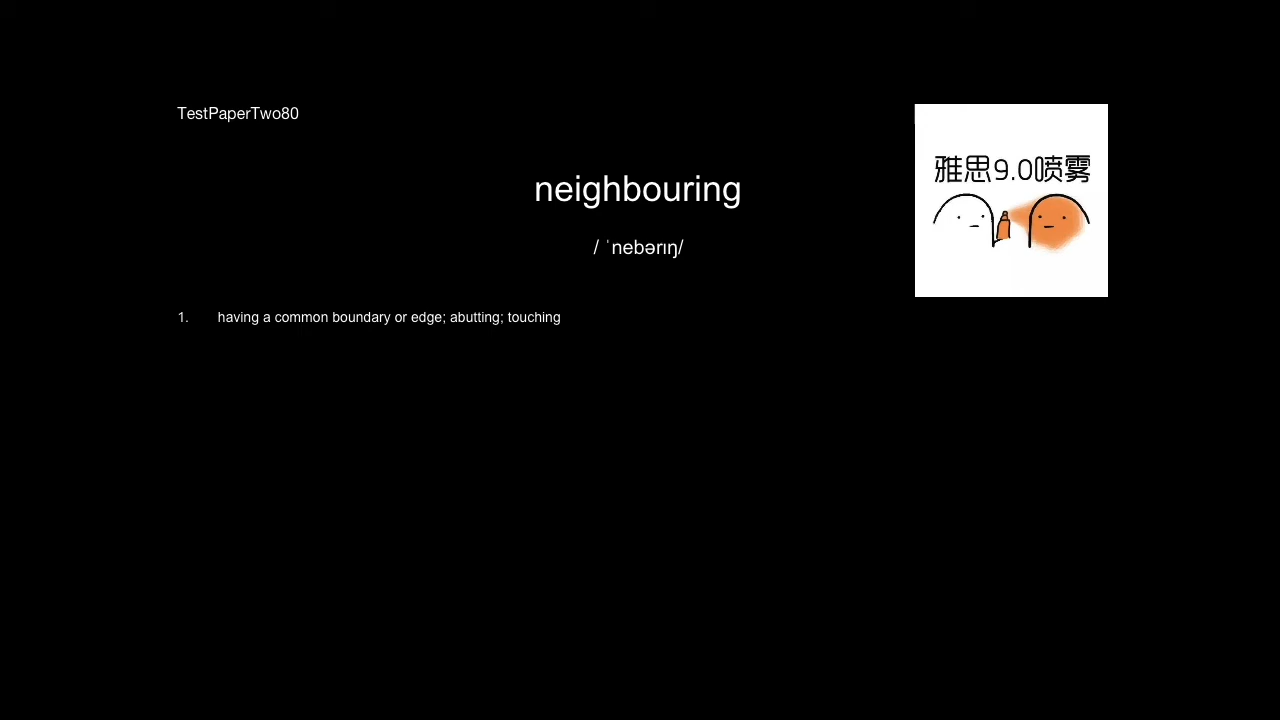 TestPaperTwo80
雅思9.0喷雾
neighbouring
/ ˈnebərɪŋ/
1. having a common boundary or edge; abutting; touching